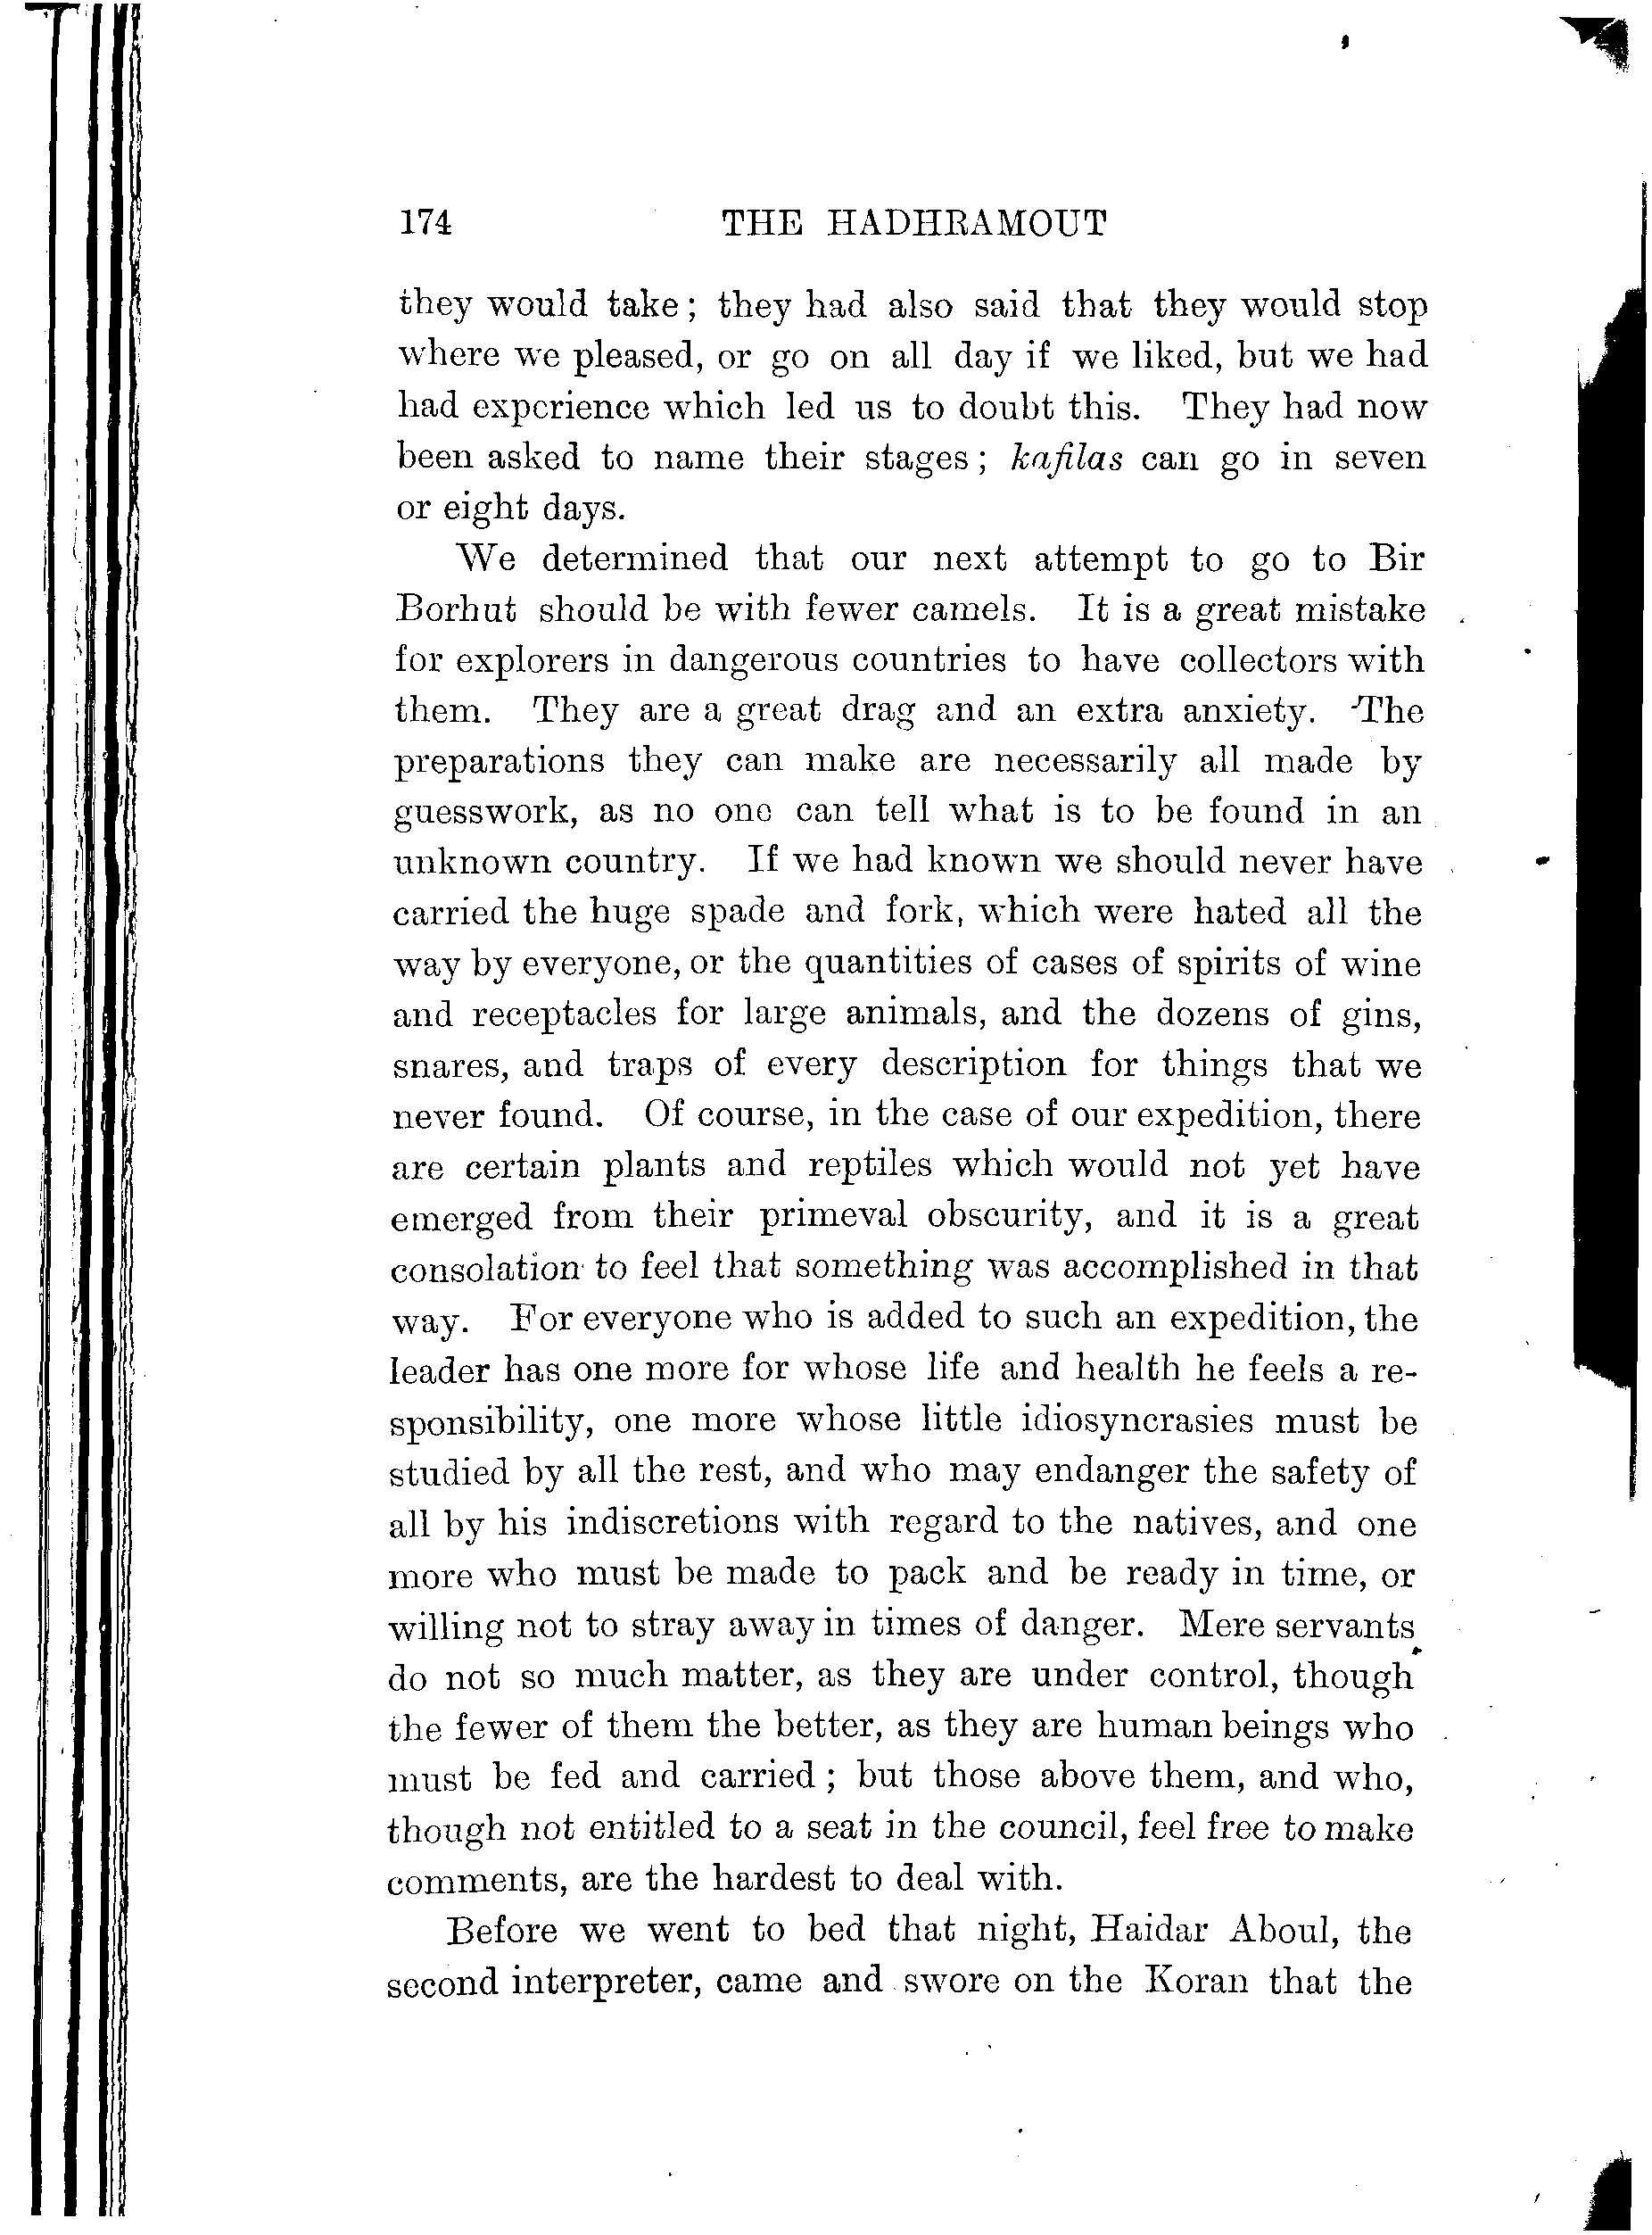 174 THE HADHRAMOUT
they would take; they had also said that they would stop
where we pleased, or go on all day if we liked, but we had
had experience which led us to doubt this. They had now
been asked to name their stages; kafilas can go in seven
or eight days.
We determined that our next attempt to go to Bir
Borhut should be with fewer camels. It is a great mistake
for explorers in dangerous countries to have collectors with
them. They are a great drag and an extra anxiety. The
preparations they can make are necessarily all made by
guesswork, as no one can tell what is to be found in an
unknown country. If we had known we should never have
carried the huge spade and fork, which were hated all the
way by everyone, or the quantities of cases of spirits of wine
and receptacles for large animals, and the dozens of gins,
snares, and traps of every description for things that we
never found. Of course, in the case of our expedition, there
are certain plants and reptiles which would not yet have
emerged from their primeval obscurity, and it is a great
consolation to feel that something was accomplished in that
way. For everyone who is added to such an expedition, the
leader has one more for whose life and health he feels a re-
sponsibility, one more whose little idiosyncrasies must be
studied by all the rest, and who may endanger the safety of
all by his indiscretions with regard to the natives, and one
more who must be made to pack and be ready in time, or
willing not to stray away in times of danger. Mere servants
do not so much matter, as they are under control, though
the fewer of them the better, as they are human beings who
must be fed and carried; but those above them, and who,
though not entitled to a seat in the council, feel free to make
comments, are the hardest to deal with.
Before we went to bed that night, Haidar Aboul, the
second interpreter, came and swore on the Koran that the